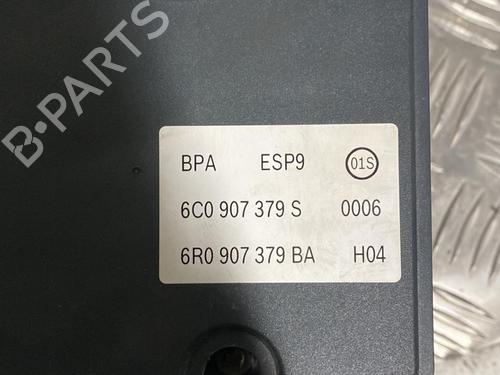 B-PARTS
BPA ESP9 01S
6C0 907 379 S 0006
6R0 907 379 BA H04